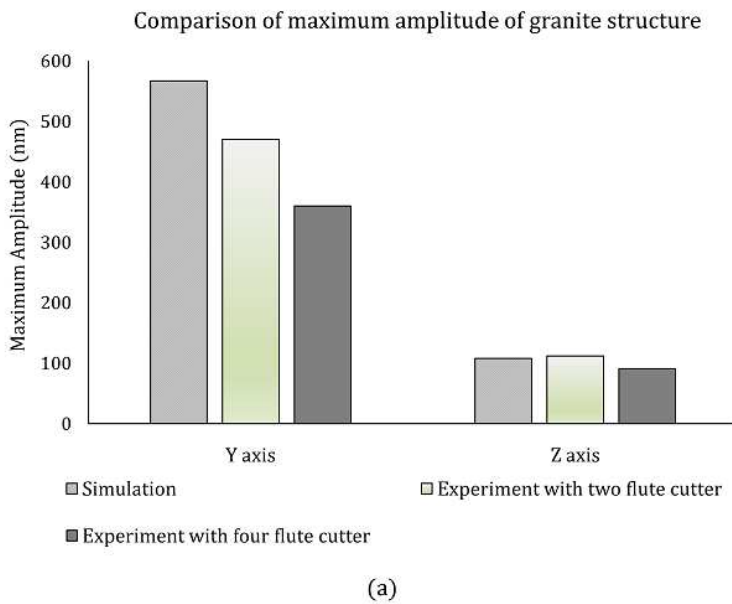 Comparison of maximum amplitude of granite structure
Maximum Amplitude (nm)
600
500
400
300
200
100
0
Y axis
Z axis
Simulation
Experiment with two flute cutter
Experiment with four flute cutter
(a)